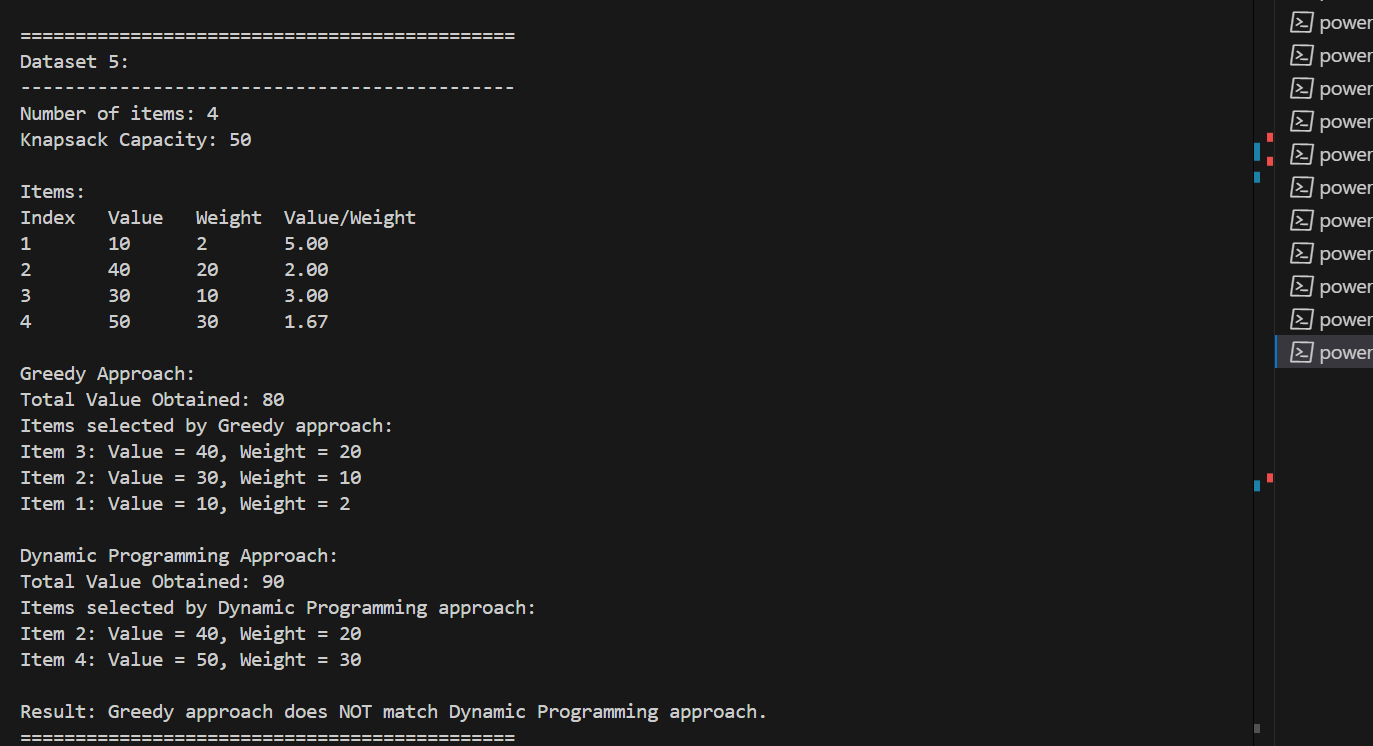 =============================================
Dataset 5:
---------------------------------------------
Number of items: 4
Knapsack Capacity: 50
Items:
Index Value Weight Value/Weight
1 10 2 5.00
2 40 20 2.00
3 30 10 3.00
4 50 30 1.67
Greedy Approach:
Total Value Obtained: 80
Items selected by Greedy approach:
Item 3: Value = 40, Weight = 20
Item 2: Value = 30, Weight = 10
Item 1: Value = 10, Weight = 2
Dynamic Programming Approach:
Total Value Obtained: 90
Items selected by Dynamic Programming approach:
Item 2: Value = 40, Weight = 20
Item 4: Value = 50, Weight = 30
Result: Greedy approach does NOT match Dynamic Programming approach.
=============================================
power
power
power
power
power
power
power
power
power
power
power